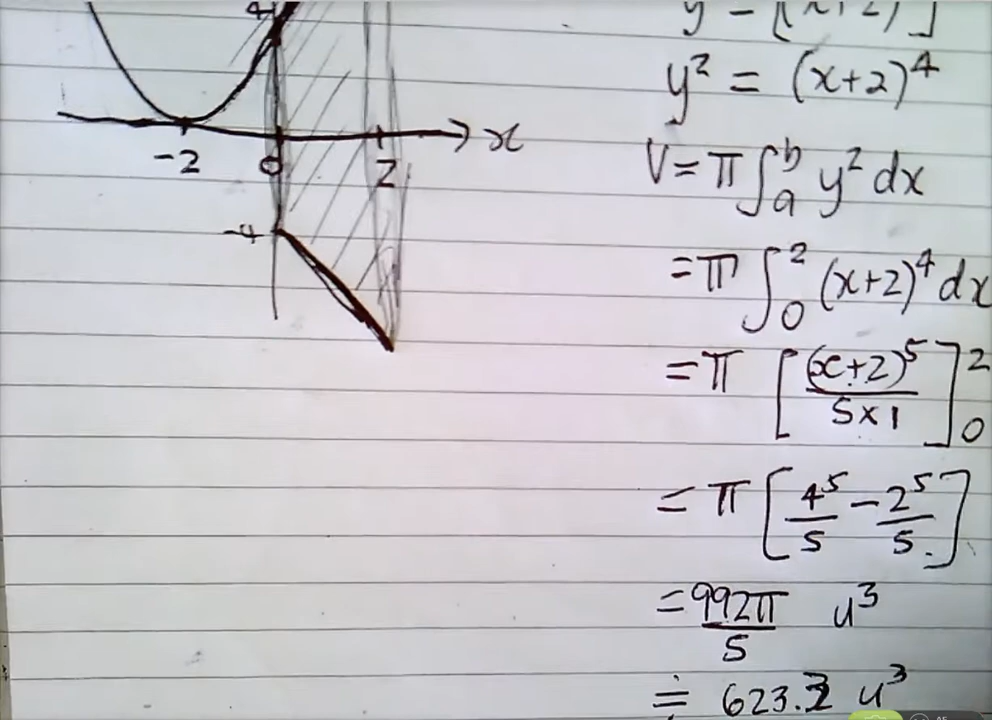 4
-2 0 2 x
-4
y = [(x+2)
y² = (x+2)⁴
V = π∫ₐᵇ y² dx
= π ∫₀² (x+2)⁴ dx
= π [(x+2)⁵ / 5×1]₀²
= π [4⁵/5 - 2⁵/5]
= 992π/5 u³
≑ 623.3 u³